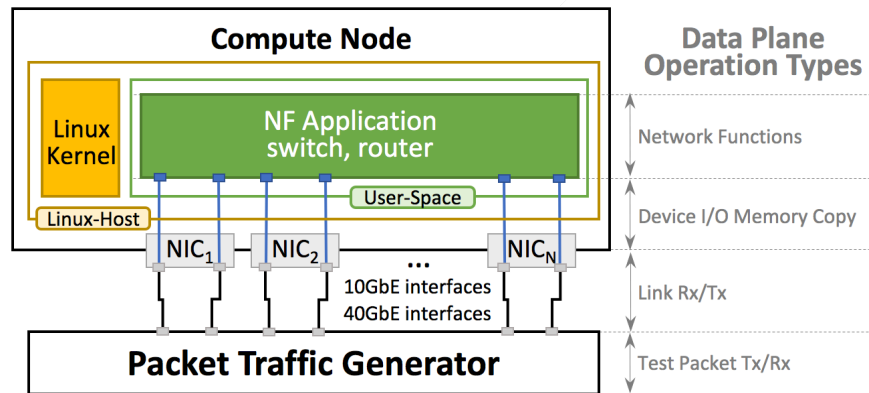 Compute Node
Data Plane
Operation Types
Linux
Kernel
NF Application
switch, router
Network Functions
User-Space
Linux-Host
Device I/O Memory Copy
NIC1
NIC2
...
NICN
10GbE interfaces
40GbE interfaces
Link Rx/Tx
Packet Traffic Generator
Test Packet Tx/Rx